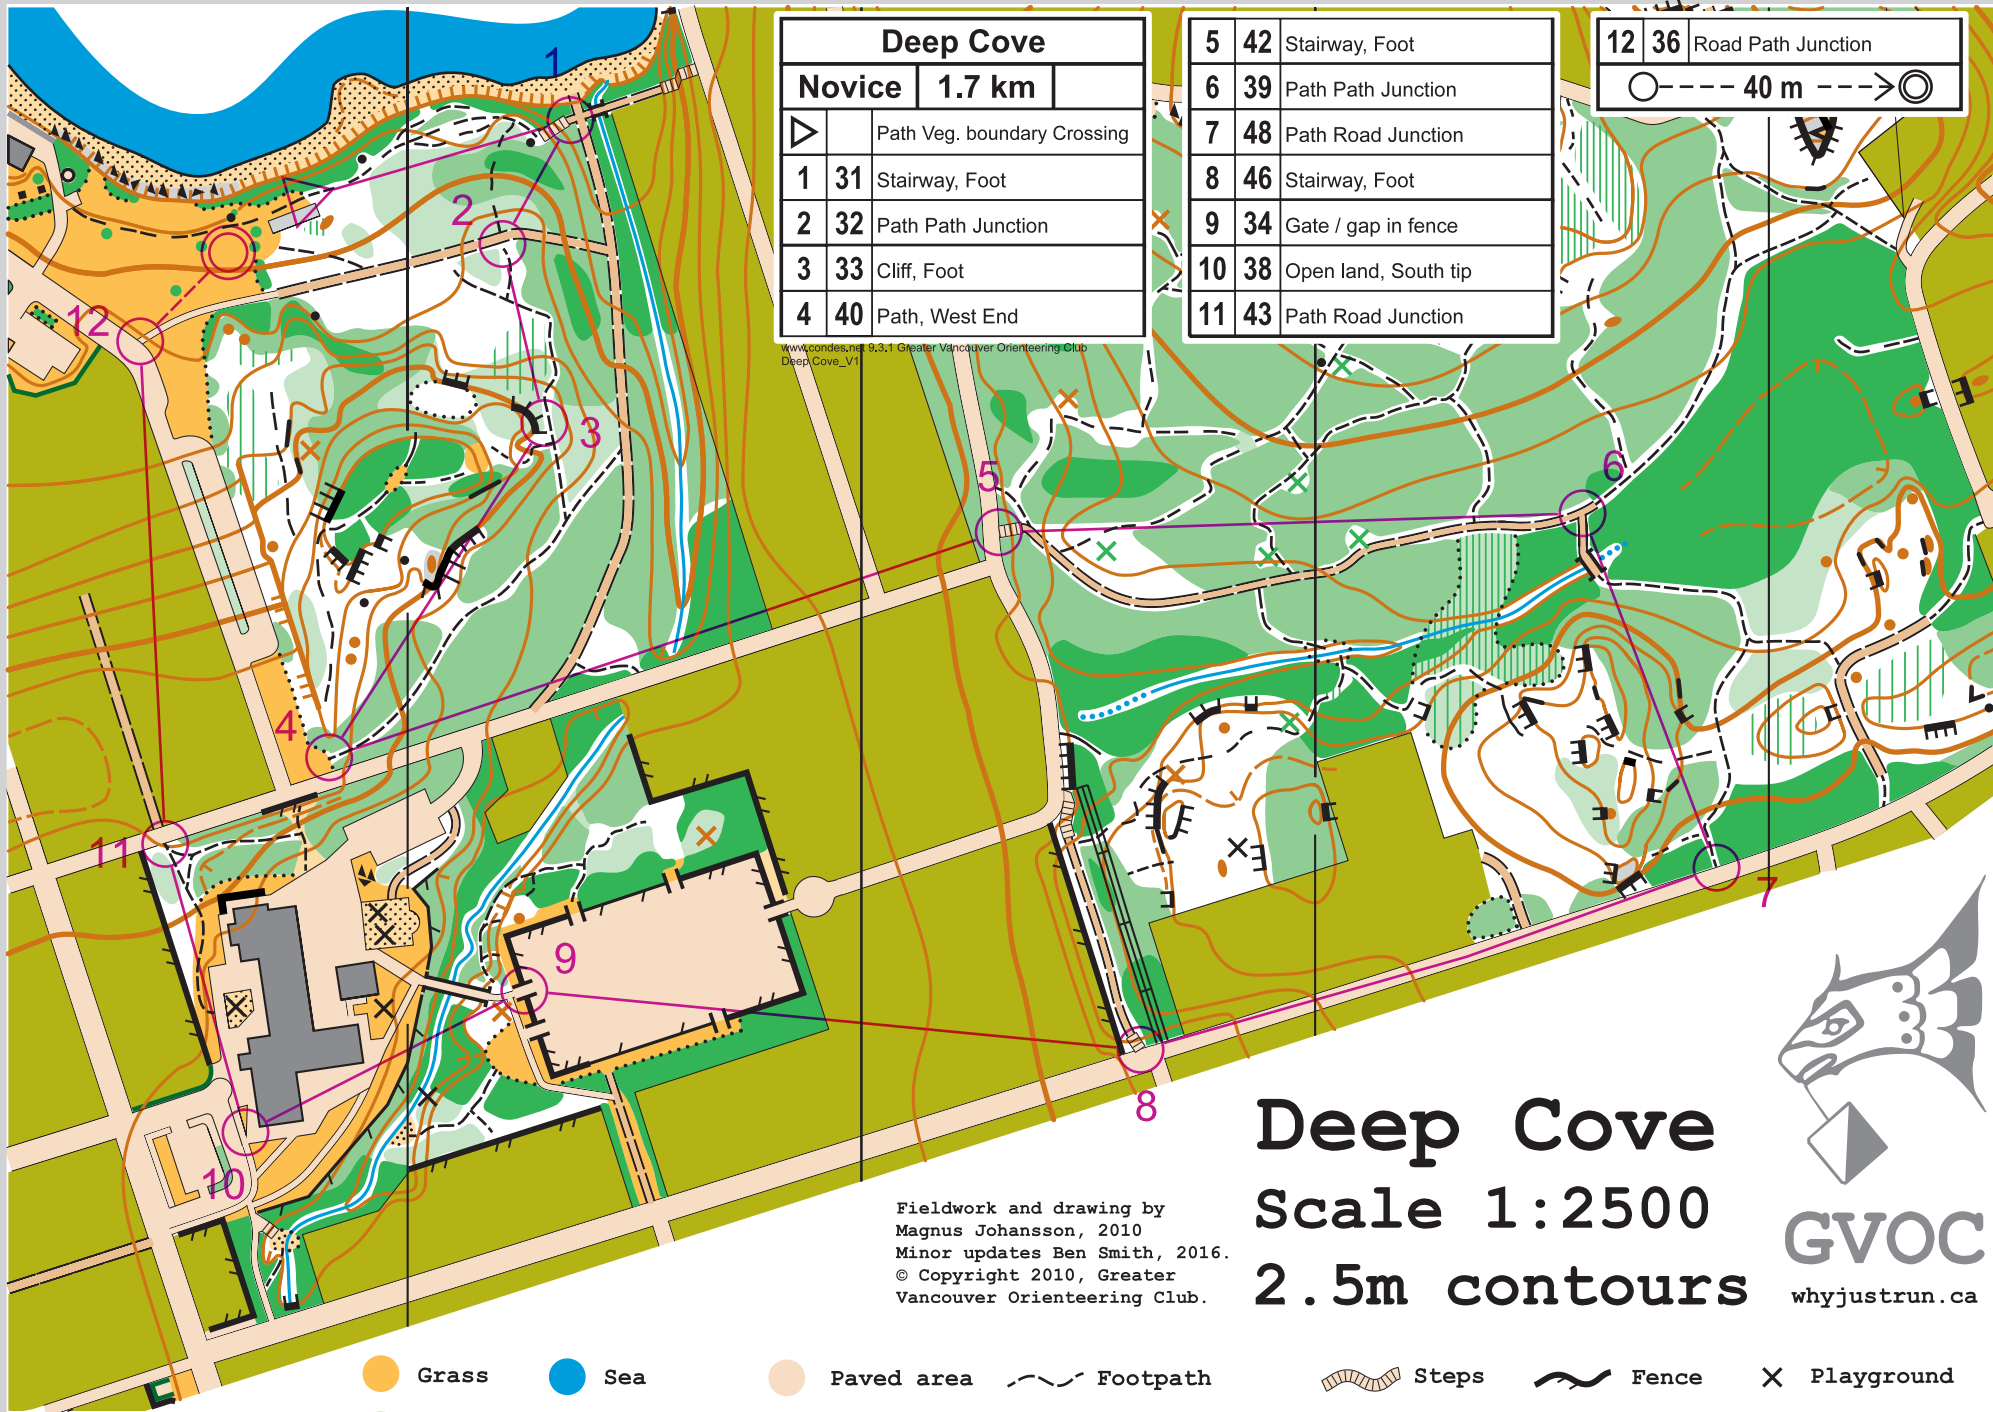 Deep Cove
Novice 1.7 km
Path Veg. boundary Crossing
1 31 Stairway, Foot
2 32 Path Path Junction
3 33 Cliff, Foot
4 40 Path, West End
www.condes.net 9.3.1 Greater Vancouver Orienteering Club
Deep Cove_V1
5 42 Stairway, Foot
6 39 Path Path Junction
7 48 Path Road Junction
8 46 Stairway, Foot
9 34 Gate / gap in fence
10 38 Open land, South tip
11 43 Path Road Junction
12 36 Road Path Junction
40 m
1
2
12
3
5
6
4
11
9
7
8
10
Deep Cove
Scale 1:2500
2.5m contours
Fieldwork and drawing by
Magnus Johansson, 2010
Minor updates Ben Smith, 2016.
© Copyright 2010, Greater
Vancouver Orienteering Club.
GVOC
whyjustrun.ca
Grass
Sea
Paved area
Footpath
Steps
Fence
Playground